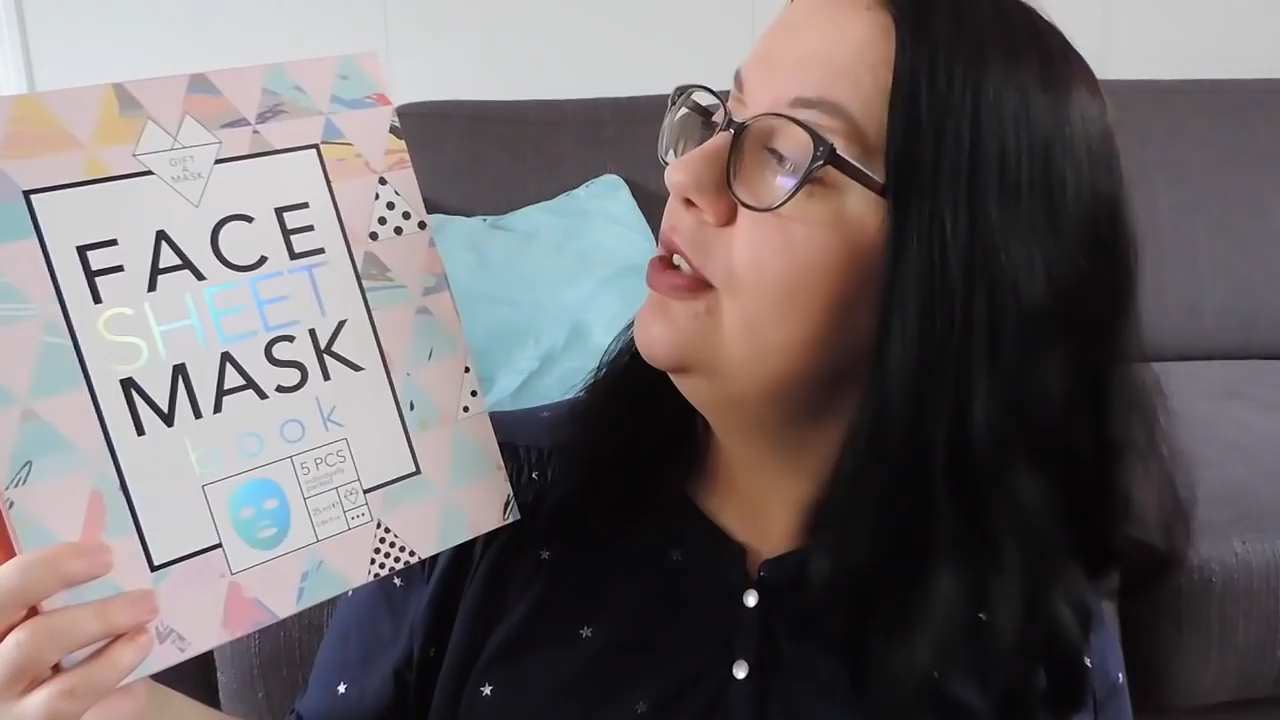 GIFT
A
MASK
FACE
SHEET
MASK
book
5 PCS
individually
packed
25 ml e